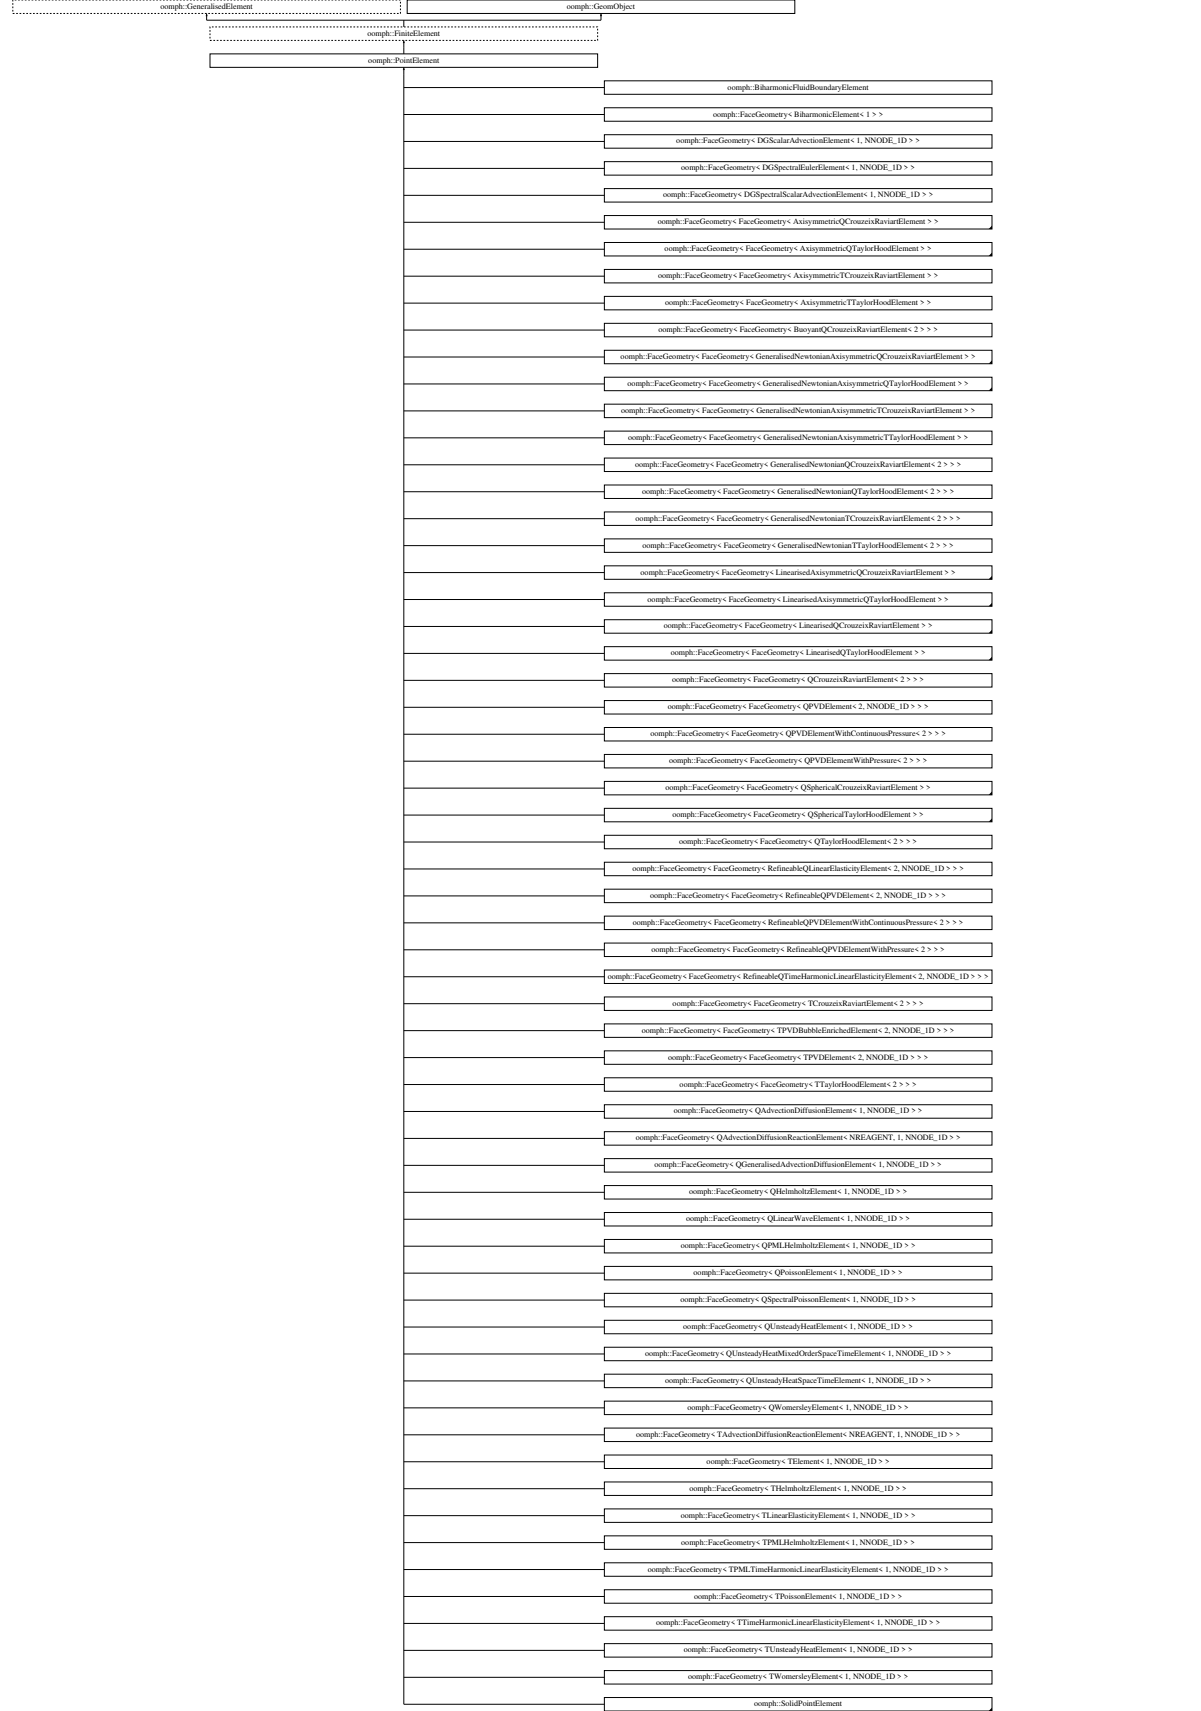 oomph::GeneralisedElement
oomph::GeomObject
oomph::FiniteElement
oomph::PointElement
oomph::BiharmonicFluidBoundaryElement
oomph::FaceGeometry< BiharmonicElement< 1 > >
oomph::FaceGeometry< DGScalarAdvectionElement< 1, NNODE_1D > >
oomph::FaceGeometry< DGSpectralEulerElement< 1, NNODE_1D > >
oomph::FaceGeometry< DGSpectralScalarAdvectionElement< 1, NNODE_1D > >
oomph::FaceGeometry< FaceGeometry< AxisymmetricQCrouzeixRaviartElement > >
oomph::FaceGeometry< FaceGeometry< AxisymmetricQTaylorHoodElement > >
oomph::FaceGeometry< FaceGeometry< AxisymmetricTCrouzeixRaviartElement > >
oomph::FaceGeometry< FaceGeometry< AxisymmetricTTaylorHoodElement > >
oomph::FaceGeometry< FaceGeometry< BuoyantQCrouzeixRaviartElement< 2 > > >
oomph::FaceGeometry< FaceGeometry< GeneralisedNewtonianAxisymmetricQCrouzeixRaviartElement > >
oomph::FaceGeometry< FaceGeometry< GeneralisedNewtonianAxisymmetricQTaylorHoodElement > >
oomph::FaceGeometry< FaceGeometry< GeneralisedNewtonianAxisymmetricTCrouzeixRaviartElement > >
oomph::FaceGeometry< FaceGeometry< GeneralisedNewtonianAxisymmetricTTaylorHoodElement > >
oomph::FaceGeometry< FaceGeometry< GeneralisedNewtonianQCrouzeixRaviartElement< 2 > > >
oomph::FaceGeometry< FaceGeometry< GeneralisedNewtonianQTaylorHoodElement< 2 > > >
oomph::FaceGeometry< FaceGeometry< GeneralisedNewtonianTCrouzeixRaviartElement< 2 > > >
oomph::FaceGeometry< FaceGeometry< GeneralisedNewtonianTTaylorHoodElement< 2 > > >
oomph::FaceGeometry< FaceGeometry< LinearisedAxisymmetricQCrouzeixRaviartElement > >
oomph::FaceGeometry< FaceGeometry< LinearisedAxisymmetricQTaylorHoodElement > >
oomph::FaceGeometry< FaceGeometry< LinearisedQCrouzeixRaviartElement > >
oomph::FaceGeometry< FaceGeometry< LinearisedQTaylorHoodElement > >
oomph::FaceGeometry< FaceGeometry< QCrouzeixRaviartElement< 2 > > >
oomph::FaceGeometry< FaceGeometry< QPVDElement< 2, NNODE_1D > > >
oomph::FaceGeometry< FaceGeometry< QPVDElementWithContinuousPressure< 2 > > >
oomph::FaceGeometry< FaceGeometry< QPVDElementWithPressure< 2 > > >
oomph::FaceGeometry< FaceGeometry< QSphericalCrouzeixRaviartElement > >
oomph::FaceGeometry< FaceGeometry< QSphericalTaylorHoodElement > >
oomph::FaceGeometry< FaceGeometry< QTaylorHoodElement< 2 > > >
oomph::FaceGeometry< FaceGeometry< RefineableQLinearElasticityElement< 2, NNODE_1D > > >
oomph::FaceGeometry< FaceGeometry< RefineableQPVDElement< 2, NNODE_1D > > >
oomph::FaceGeometry< FaceGeometry< RefineableQPVDElementWithContinuousPressure< 2 > > >
oomph::FaceGeometry< FaceGeometry< RefineableQPVDElementWithPressure< 2 > > >
oomph::FaceGeometry< FaceGeometry< RefineableQTimeHarmonicLinearElasticityElement< 2, NNODE_1D > > >
oomph::FaceGeometry< FaceGeometry< TCrouzeixRaviartElement< 2 > > >
oomph::FaceGeometry< FaceGeometry< TPVDBubbleEnrichedElement< 2, NNODE_1D > > >
oomph::FaceGeometry< FaceGeometry< TPVDElement< 2, NNODE_1D > > >
oomph::FaceGeometry< FaceGeometry< TTaylorHoodElement< 2 > > >
oomph::FaceGeometry< QAdvectionDiffusionElement< 1, NNODE_1D > >
oomph::FaceGeometry< QAdvectionDiffusionReactionElement< NREAGENT, 1, NNODE_1D > >
oomph::FaceGeometry< QGeneralisedAdvectionDiffusionElement< 1, NNODE_1D > >
oomph::FaceGeometry< QHelmholtzElement< 1, NNODE_1D > >
oomph::FaceGeometry< QLinearWaveElement< 1, NNODE_1D > >
oomph::FaceGeometry< QPMLHelmholtzElement< 1, NNODE_1D > >
oomph::FaceGeometry< QPoissonElement< 1, NNODE_1D > >
oomph::FaceGeometry< QSpectralPoissonElement< 1, NNODE_1D > >
oomph::FaceGeometry< QUnsteadyHeatElement< 1, NNODE_1D > >
oomph::FaceGeometry< QUnsteadyHeatMixedOrderSpaceTimeElement< 1, NNODE_1D > >
oomph::FaceGeometry< QUnsteadyHeatSpaceTimeElement< 1, NNODE_1D > >
oomph::FaceGeometry< QWomersleyElement< 1, NNODE_1D > >
oomph::FaceGeometry< TAdvectionDiffusionReactionElement< NREAGENT, 1, NNODE_1D > >
oomph::FaceGeometry< TElement< 1, NNODE_1D > >
oomph::FaceGeometry< THelmholtzElement< 1, NNODE_1D > >
oomph::FaceGeometry< TLinearElasticityElement< 1, NNODE_1D > >
oomph::FaceGeometry< TPMLHelmholtzElement< 1, NNODE_1D > >
oomph::FaceGeometry< TPMLTimeHarmonicLinearElasticityElement< 1, NNODE_1D > >
oomph::FaceGeometry< TPoissonElement< 1, NNODE_1D > >
oomph::FaceGeometry< TTimeHarmonicLinearElasticityElement< 1, NNODE_1D > >
oomph::FaceGeometry< TUnsteadyHeatElement< 1, NNODE_1D > >
oomph::FaceGeometry< TWomersleyElement< 1, NNODE_1D > >
oomph::SolidPointElement